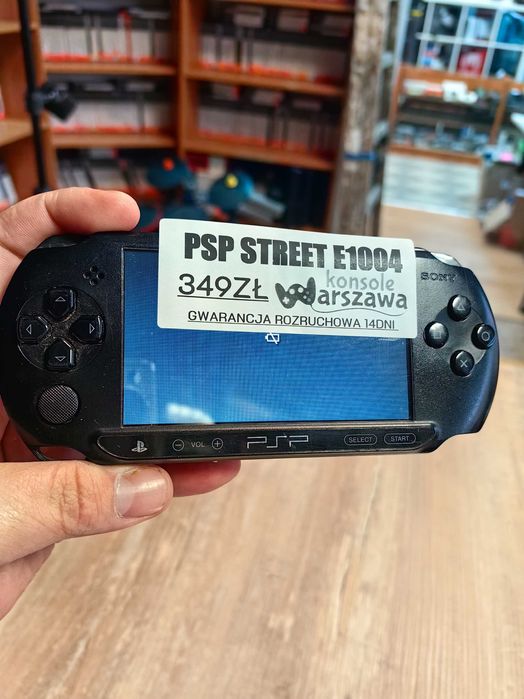 PSP STREET E1004
349ZŁ
konsole
Warszawa
GWARANCJA ROZRUCHOWA 14DNI
SONY
VOL
PSP
SELECT
START